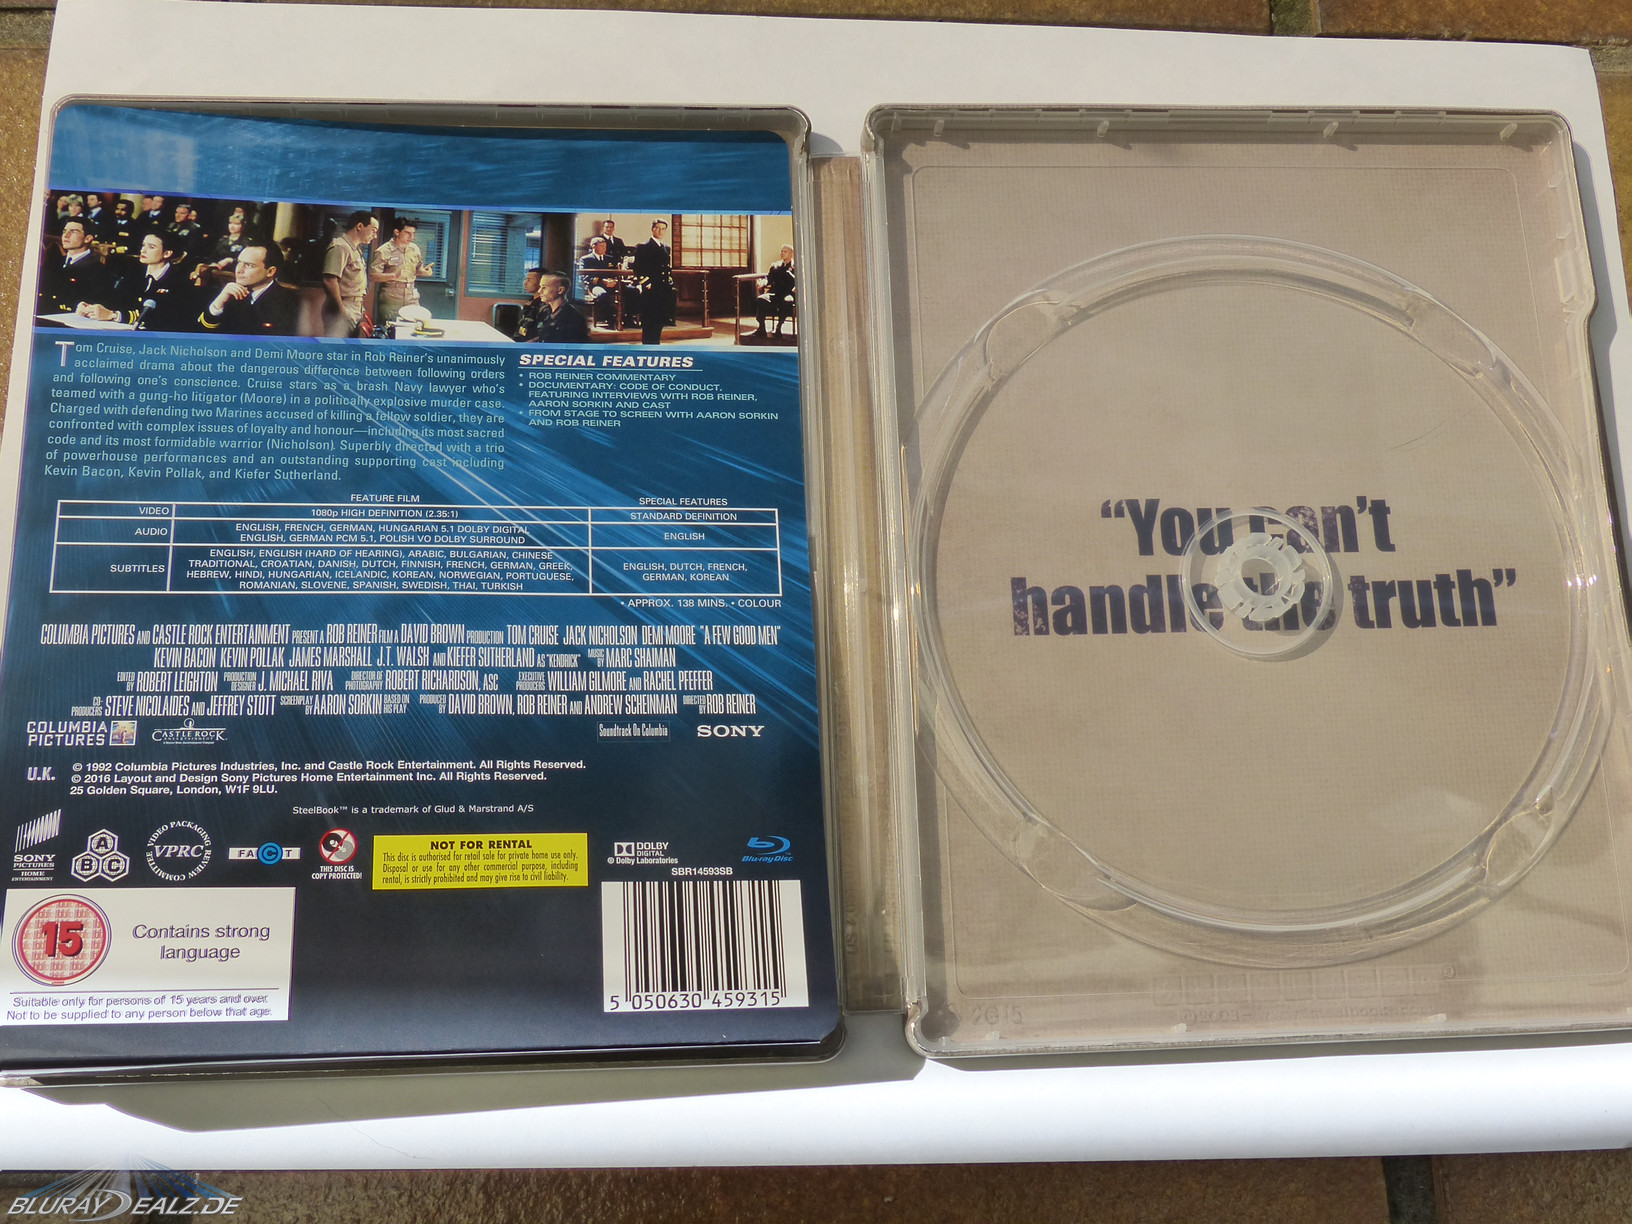 Tom Cruise, Jack Nicholson and Demi Moore star in Rob Reiner's unanimously
acclaimed drama about the dangerous difference between following orders
and following one's conscience. Cruise stars as a brash Navy lawyer who's
teamed with a gung-ho litigator (Moore) in a politically explosive murder case.
Charged with defending two Marines accused of killing a fellow soldier, they are
confronted with complex issues of loyalty and honour—including its most sacred
code and its most formidable warrior (Nicholson). Superbly directed with a trio
of powerhouse performances and an outstanding supporting cast including
Kevin Bacon, Kevin Pollak, and Kiefer Sutherland.
SPECIAL FEATURES
• ROB REINER COMMENTARY
• DOCUMENTARY: CODE OF CONDUCT,
FEATURING INTERVIEWS WITH ROB REINER,
AARON SORKIN AND CAST
• FROM STAGE TO SCREEN WITH AARON SORKIN
AND ROB REINER
FEATURE FILM SPECIAL FEATURES
VIDEO 1080p HIGH DEFINITION (2.35:1) STANDARD DEFINITION
AUDIO ENGLISH, FRENCH, GERMAN, HUNGARIAN 5.1 DOLBY DIGITAL
ENGLISH, GERMAN PCM 5.1, POLISH VO DOLBY SURROUND
ENGLISH
SUBTITLES ENGLISH, ENGLISH (HARD OF HEARING), ARABIC, BULGARIAN, CHINESE
TRADITIONAL, CROATIAN, DANISH, DUTCH, FINNISH, FRENCH, GERMAN, GREEK,
HEBREW, HINDI, HUNGARIAN, ICELANDIC, KOREAN, NORWEGIAN, PORTUGUESE,
ROMANIAN, SLOVENE, SPANISH, SWEDISH, THAI, TURKISH
ENGLISH, DUTCH, FRENCH,
GERMAN, KOREAN
• APPROX. 138 MINS. • COLOUR
COLUMBIA PICTURES AND CASTLE ROCK ENTERTAINMENT PRESENT A ROB REINER FILM A DAVID BROWN PRODUCTION TOM CRUISE JACK NICHOLSON DEMI MOORE "A FEW GOOD MEN"
KEVIN BACON KEVIN POLLAK JAMES MARSHALL J.T. WALSH AND KIEFER SUTHERLAND AS "KENDRICK" MUSIC BY MARC SHAIMAN
EDITED BY ROBERT LEIGHTON PRODUCTION DESIGNER J. MICHAEL RIVA DIRECTOR OF PHOTOGRAPHY ROBERT RICHARDSON, ASC EXECUTIVE PRODUCERS WILLIAM GILMORE AND RACHEL PFEFFER
CO-PRODUCERS STEVE NICOLAIDES AND JEFFREY STOTT SCREENPLAY BY AARON SORKIN BASED ON HIS PLAY PRODUCED BY DAVID BROWN, ROB REINER AND ANDREW SCHEINMAN DIRECTED BY ROB REINER
COLUMBIA
PICTURES
CASTLE ROCK
ENTERTAINMENT
Soundtrack On Columbia
SONY
U.K.
© 1992 Columbia Pictures Industries, Inc. and Castle Rock Entertainment. All Rights Reserved.
© 2016 Layout and Design Sony Pictures Home Entertainment Inc. All Rights Reserved.
25 Golden Square, London, W1F 9LU.
SteelBook™ is a trademark of Glud & Marstrand A/S
SONY
PICTURES
HOME
ENTERTAINMENT
A
B C
VIDEO PACKAGING REVIEW COMMITTEE
VPRC
FACT
THIS DISC IS
COPY PROTECTED!
NOT FOR RENTAL
This disc is authorised for retail sale for private home use only.
Disposal or use for any other commercial purpose, including
rental, is strictly prohibited and may give rise to civil liability.
DOLBY
DIGITAL
® Dolby Laboratories
Blu-ray Disc
SBR14593SB
15
Contains strong
language
Suitable only for persons of 15 years and over.
Not to be supplied to any person below that age.
5 050630 459315
"You can't
handle the truth"
2G15
BLURAYDEALZ.DE